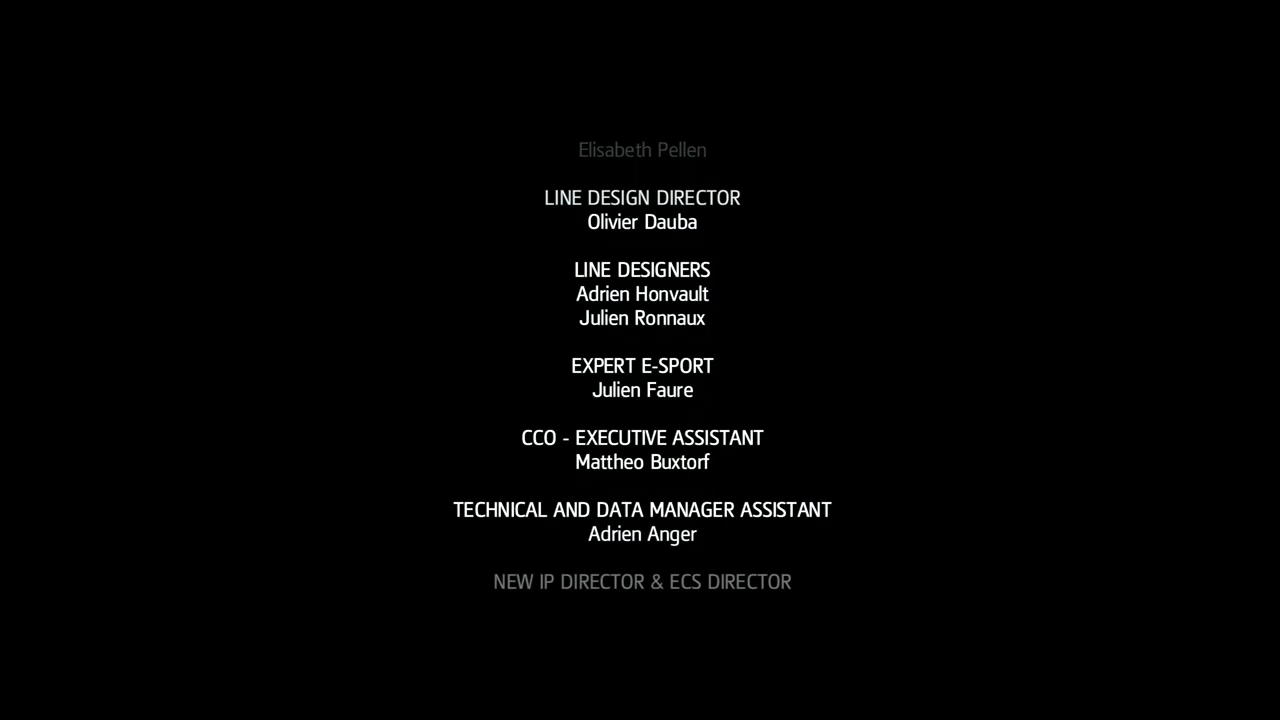 Elisabeth Pellen
LINE DESIGN DIRECTOR
Olivier Dauba
LINE DESIGNERS
Adrien Honvault
Julien Ronnaux
EXPERT E-SPORT
Julien Faure
CCO - EXECUTIVE ASSISTANT
Mattheo Buxtorf
TECHNICAL AND DATA MANAGER ASSISTANT
Adrien Anger
NEW IP DIRECTOR & ECS DIRECTOR